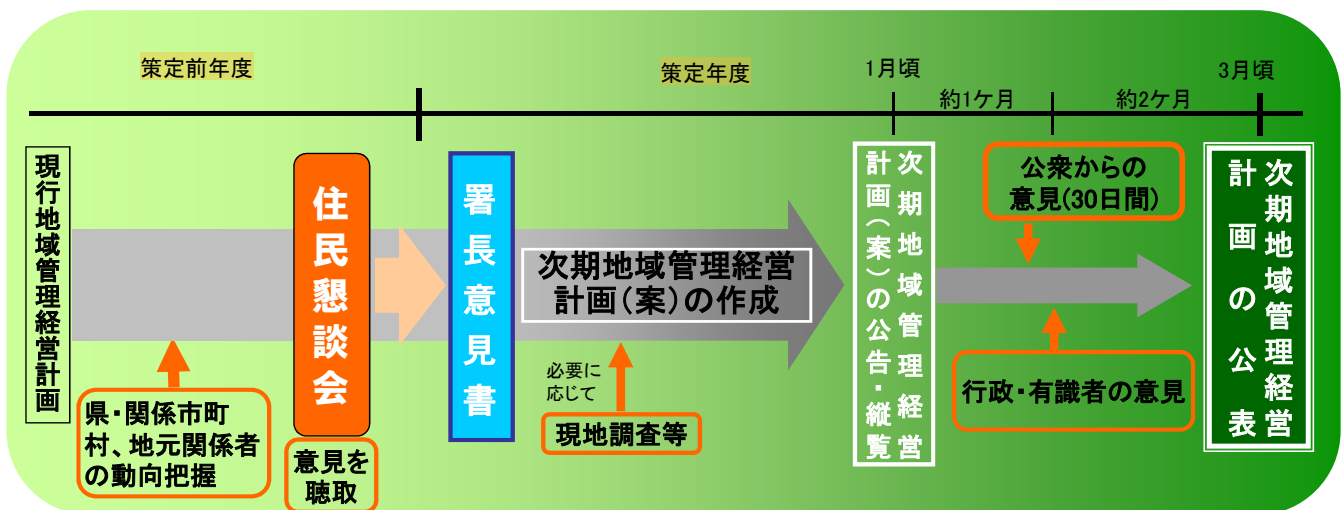 策定前年度
策定年度
1月頃
約1ケ月
約2ケ月
3月頃
現行地域管理経営計画
県・関係市町
村、地元関係者
の動向把握
住民懇談会
意見を
聴取
署長意見書
次期地域管理経営
計画(案)の作成
必要に
応じて
現地調査等
次期地域管理経営
計画(案)の公告・縦覧
公衆からの
意見(30日間)
行政・有識者の意見
次期地域管理経営
計画の公表